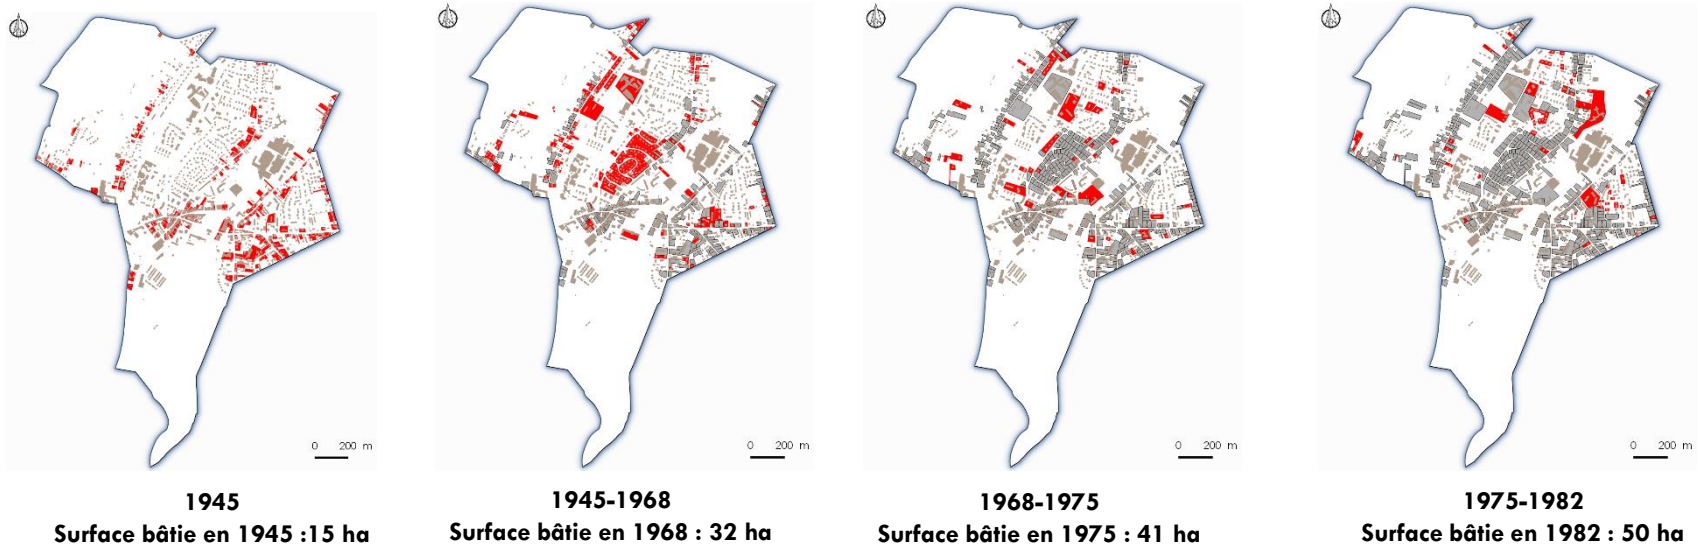 0 200 m
0 200 m
0 200 m
0 200 m
1945
Surface bâtie en 1945 :15 ha
1945-1968
Surface bâtie en 1968 : 32 ha
1968-1975
Surface bâtie en 1975 : 41 ha
1975-1982
Surface bâtie en 1982 : 50 ha